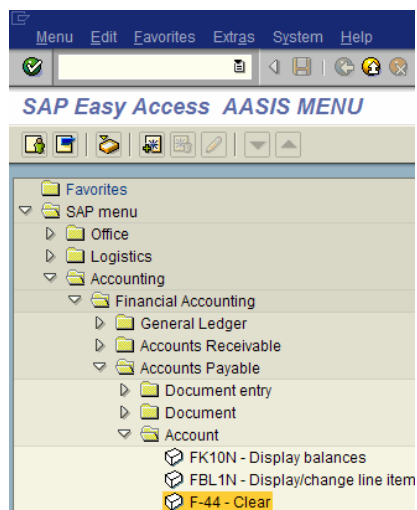 Menu Edit Favorites Extras System Help
SAP Easy Access AASIS MENU
Favorites
SAP menu
Office
Logistics
Accounting
Financial Accounting
General Ledger
Accounts Receivable
Accounts Payable
Document entry
Document
Account
FK10N - Display balances
FBL1N - Display/change line item
F-44 - Clear